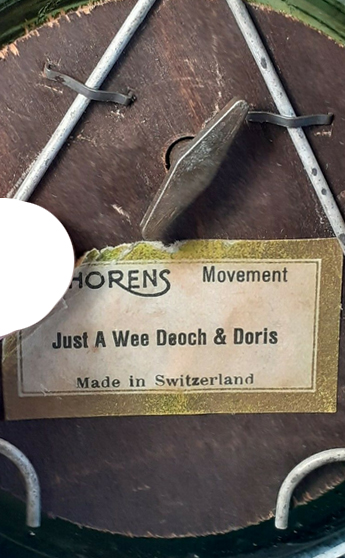 HORENS Movement
Just A Wee Deoch & Doris
Made in Switzerland